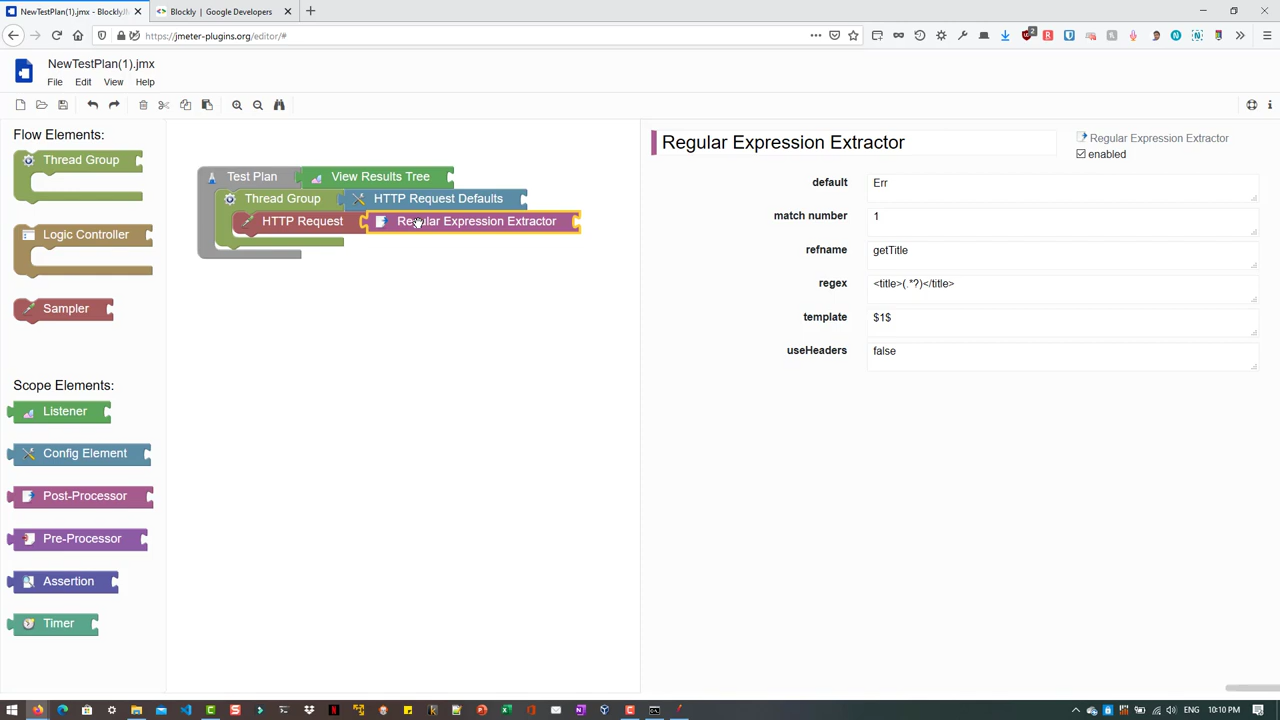 NewTestPlan(1).jmx - BlocklyJM
Blockly | Google Developers
https://jmeter-plugins.org/editor/#
NewTestPlan(1).jmx
File Edit View Help
Flow Elements:
Thread Group
Logic Controller
Sampler
Scope Elements:
Listener
Config Element
Post-Processor
Pre-Processor
Assertion
Timer
Test Plan View Results Tree
Thread Group HTTP Request Defaults
HTTP Request Regular Expression Extractor
Regular Expression Extractor
Regular Expression Extractor
enabled
default Err
match number 1
refname getTitle
regex <title>(.*?)</title>
template $1$
useHeaders false
10:10 PM